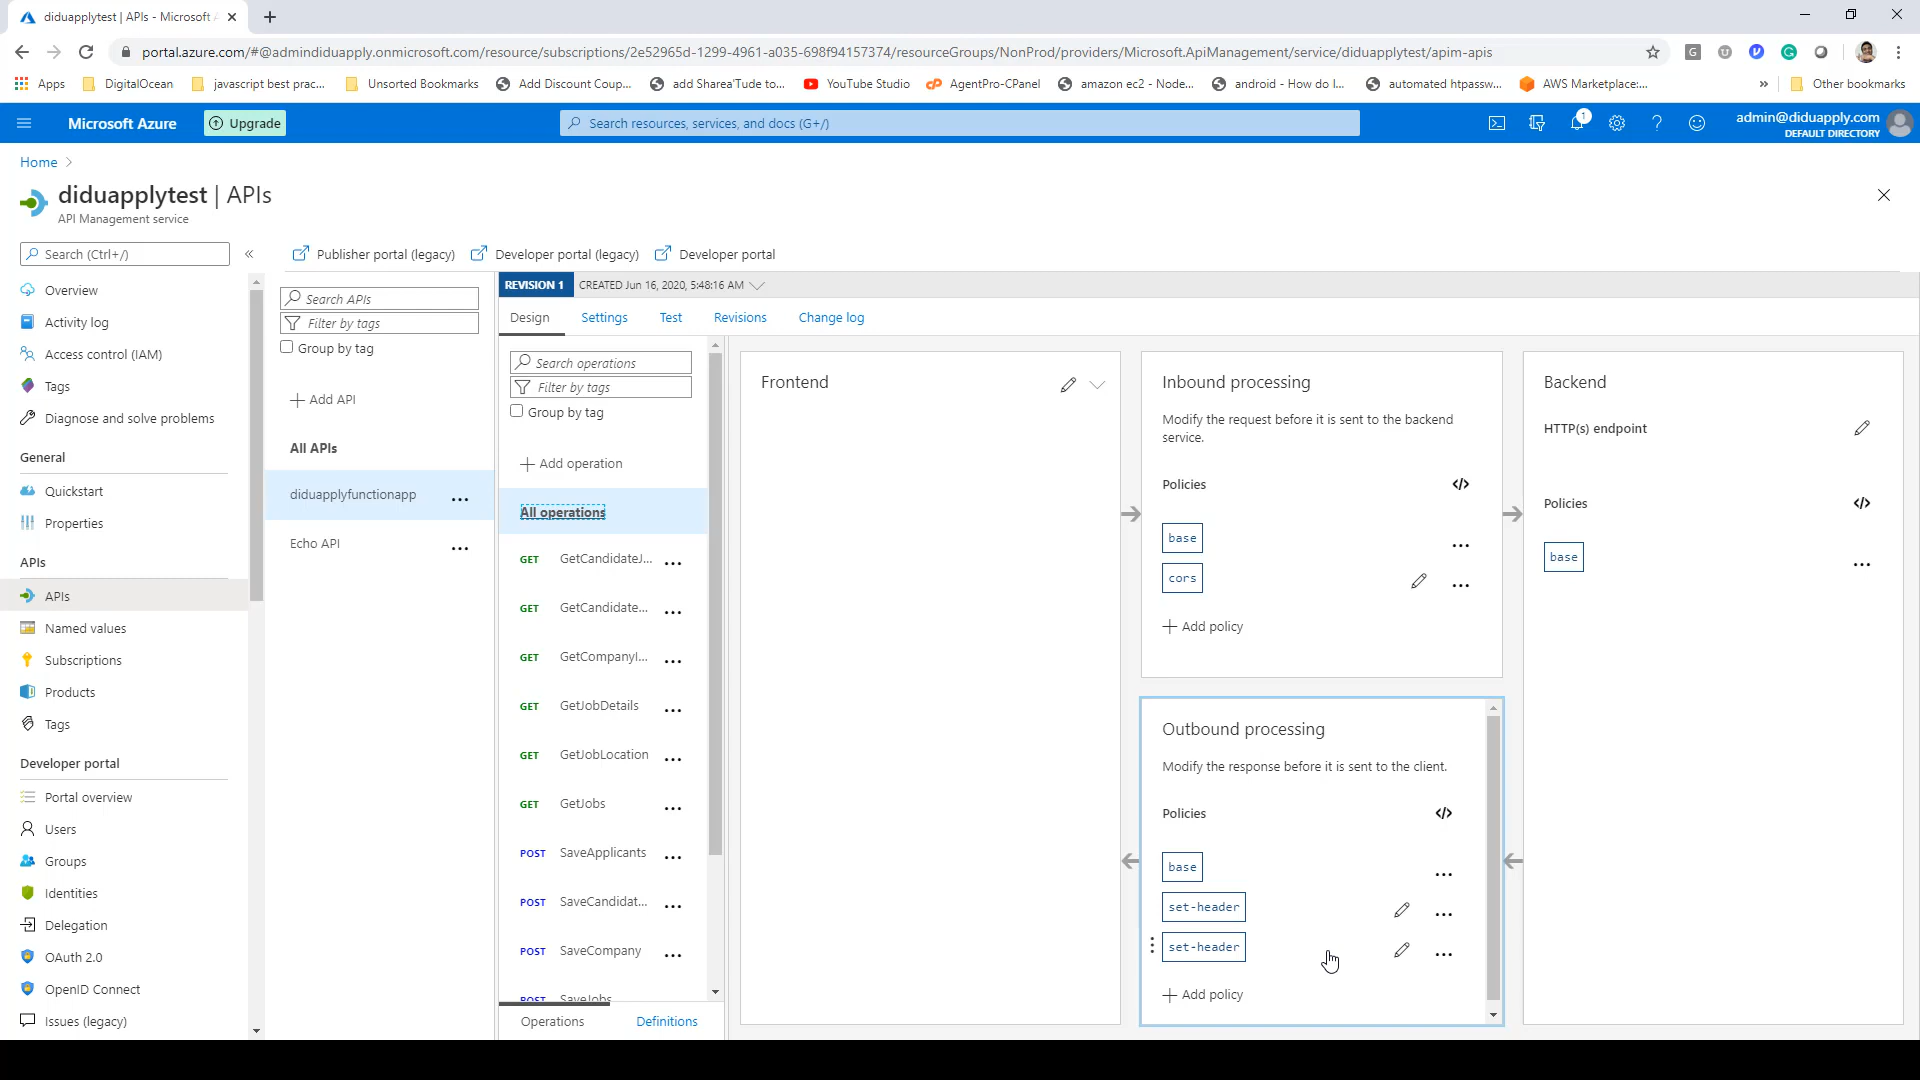 diduapplytest | APIs - Microsoft
portal.azure.com/#@admindiduapply.onmicrosoft.com/resource/subscriptions/2e52965d-1299-4961-a035-698f94157374/resourceGroups/NonProd/providers/Microsoft.ApiManagement/service/diduapplytest/apim-apis
Apps DigitalOcean javascript best prac... Unsorted Bookmarks Add Discount Coup... add Sharea'Tude to... YouTube Studio AgentPro-CPanel amazon ec2 - Node... android - How do I... automated htpassw... AWS Marketplace:... » Other bookmarks
Microsoft Azure Upgrade Search resources, services, and docs (G+/) 1 admin@diduapply.com
DEFAULT DIRECTORY
Home >
diduapplytest | APIs
API Management service
Search (Ctrl+/) «
Overview
Activity log
Access control (IAM)
Tags
Diagnose and solve problems
General
Quickstart
Properties
APIs
APIs
Named values
Subscriptions
Products
Tags
Developer portal
Portal overview
Users
Groups
Identities
Delegation
OAuth 2.0
OpenID Connect
Issues (legacy)
Publisher portal (legacy) Developer portal (legacy) Developer portal
Search APIs
Filter by tags
Group by tag
+ Add API
All APIs
diduapplyfunctionapp ...
Echo API ...
REVISION 1 CREATED Jun 16, 2020, 5:48:16 AM
Design Settings Test Revisions Change log
Search operations
Filter by tags
Group by tag
+ Add operation
All operations
GET GetCandidateJ... ...
GET GetCandidate... ...
GET GetCompanyI... ...
GET GetJobDetails ...
GET GetJobLocation ...
GET GetJobs ...
POST SaveApplicants ...
POST SaveCandidat... ...
POST SaveCompany ...
POST SaveJobs
Operations Definitions
Frontend
Inbound processing
Modify the request before it is sent to the backend
service.
Policies </>
base ...
cors ...
+ Add policy
Outbound processing
Modify the response before it is sent to the client.
Policies </>
base ...
set-header ...
set-header ...
+ Add policy
Backend
HTTP(s) endpoint
Policies </>
base ...